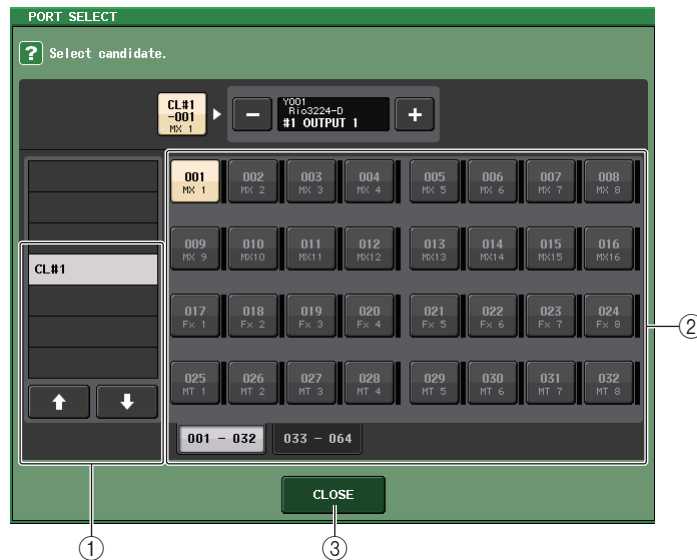 PORT SELECT
? Select candidate.
CL#1
-001
MX 1
−
Y001
Rio3224-D
#1 OUTPUT 1
+
CL#1
001 002 003 004 005 006 007 008
MX 1 MX 2 MX 3 MX 4 MX 5 MX 6 MX 7 MX 8
009 010 011 012 013 014 015 016
MX 9 MX10 MX11 MX12 MX13 MX14 MX15 MX16
017 018 019 020 021 022 023 024
Fx 1 Fx 2 Fx 3 Fx 4 Fx 5 Fx 6 Fx 7 Fx 8
025 026 027 028 029 030 031 032
MT 1 MT 2 MT 3 MT 4 MT 5 MT 6 MT 7 MT 8
001 – 032 033 – 064
CLOSE
②
① ③